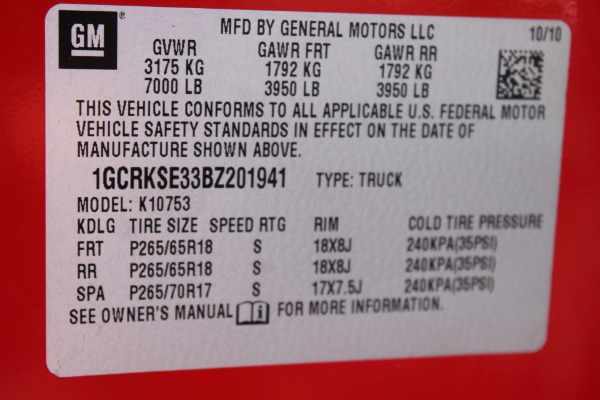 GM
MFD BY GENERAL MOTORS LLC 10/10
GVWR GAWR FRT GAWR RR
3175 KG 1792 KG 1792 KG
7000 LB 3950 LB 3950 LB
THIS VEHICLE CONFORMS TO ALL APPLICABLE U.S. FEDERAL MOTOR
VEHICLE SAFETY STANDARDS IN EFFECT ON THE DATE OF
MANUFACTURE SHOWN ABOVE.
1GCRKSE33BZ201941 TYPE: TRUCK
MODEL: K10753
KDLG TIRE SIZE SPEED RTG RIM COLD TIRE PRESSURE
FRT P265/65R18 S 18X8J 240KPA(35PSI)
RR P265/65R18 S 18X8J 240KPA(35PSI)
SPA P265/70R17 S 17X7.5J 240KPA(35PSI)
SEE OWNER'S MANUAL i FOR MORE INFORMATION.